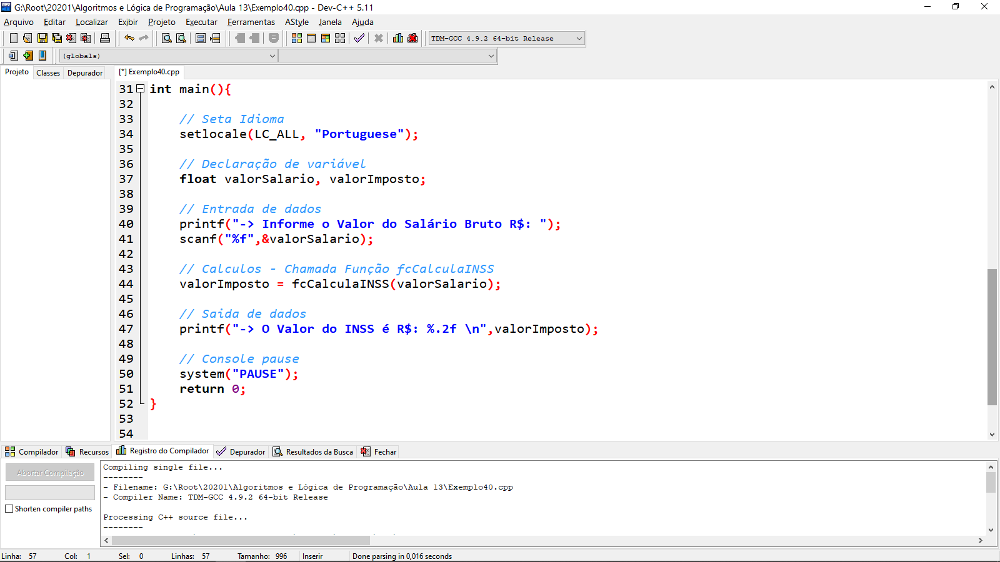 G:\Root\20201\Algoritmos e Lógica de Programação\Aula 13\Exemplo40.cpp - Dev-C++ 5.11
Arquivo Editar Localizar Exibir Projeto Executar Ferramentas AStyle Janela Ajuda
TDM-GCC 4.9.2 64-bit Release
(globals)
Projeto Classes Depurador [*] Exemplo40.cpp
31 int main(){
32
33 // Seta Idioma
34 setlocale(LC_ALL, "Portuguese");
35
36 // Declaração de variável
37 float valorSalario, valorImposto;
38
39 // Entrada de dados
40 printf("-> Informe o Valor do Salário Bruto R$: ");
41 scanf("%f",&valorSalario);
42
43 // Calculos - Chamada Função fcCalculaINSS
44 valorImposto = fcCalculaINSS(valorSalario);
45
46 // Saida de dados
47 printf("-> O Valor do INSS é R$: %.2f \n",valorImposto);
48
49 // Console pause
50 system("PAUSE");
51 return 0;
52 }
53
54
Compilador Recursos Registro do Compilador Depurador Resultados da Busca Fechar
Abortar Compilação
Shorten compiler paths
Compiling single file...
--------
- Filename: G:\Root\20201\Algoritmos e Lógica de Programação\Aula 13\Exemplo40.cpp
- Compiler Name: TDM-GCC 4.9.2 64-bit Release
Processing C++ source file...
--------
Linha: 57 Col: 1 Sel: 0 Linhas: 57 Tamanho: 996 Inserir Done parsing in 0,016 seconds